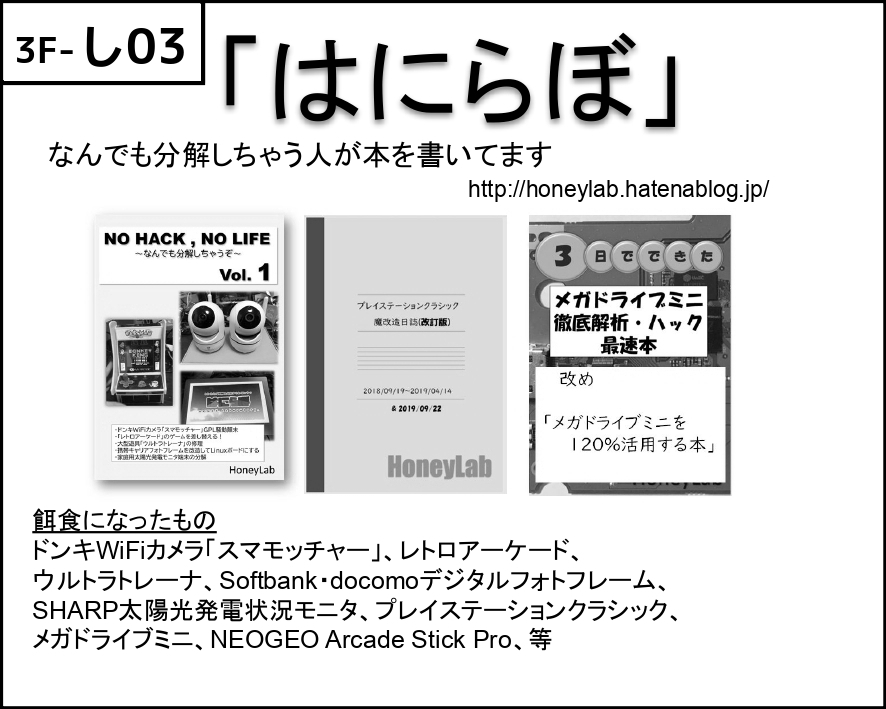 3F-し03
「はにらぼ」
なんでも分解しちゃう人が本を書いてます
http://honeylab.hatenablog.jp/
NO HACK , NO LIFE
～なんでも分解しちゃうぞ～
Vol. 1
・ドンキWiFiカメラ「スマモッチャー」GPL騒動顛末
・「レトロアーケード」のゲームを差し替える！
・大型遊具「ウルトラトレーナ」の修理
・携帯キャリアフォトフレームを改造してLinuxボードにする
・家庭用太陽光発電モニタ端末の分解
HoneyLab
プレイステーションクラシック
魔改造日誌(改訂版)
2018/09/19~2019/04/14
& 2019/09/22
HoneyLab
3日でできた
メガドライブミニ
徹底解析・ハック
最速本
改め
「メガドライブミニを
120%活用する本」
餌食になったもの
ドンキWiFiカメラ「スマモッチャー」、レトロアーケード、
ウルトラトレーナ、Softbank・docomoデジタルフォトフレーム、
SHARP太陽光発電状況モニタ、プレイステーションクラシック、
メガドライブミニ、NEOGEO Arcade Stick Pro、等